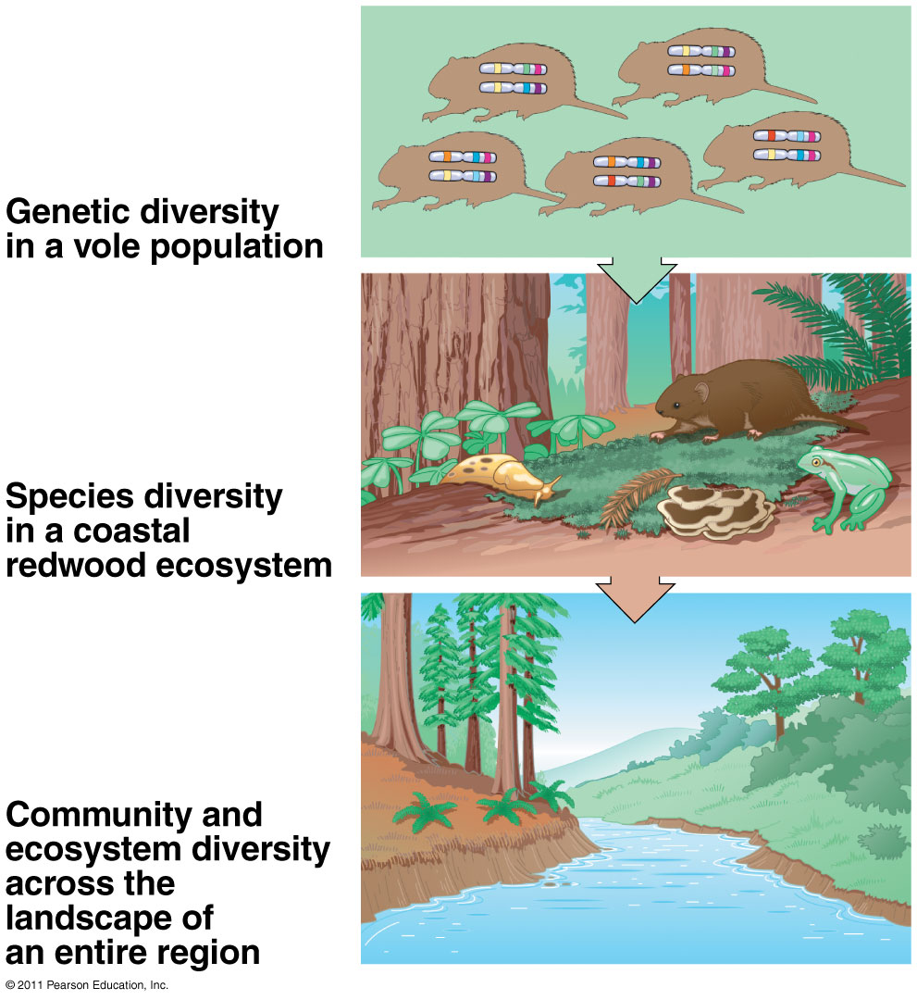 Genetic diversity
in a vole population
Species diversity
in a coastal
redwood ecosystem
Community and
ecosystem diversity
across the
landscape of
an entire region
© 2011 Pearson Education, Inc.